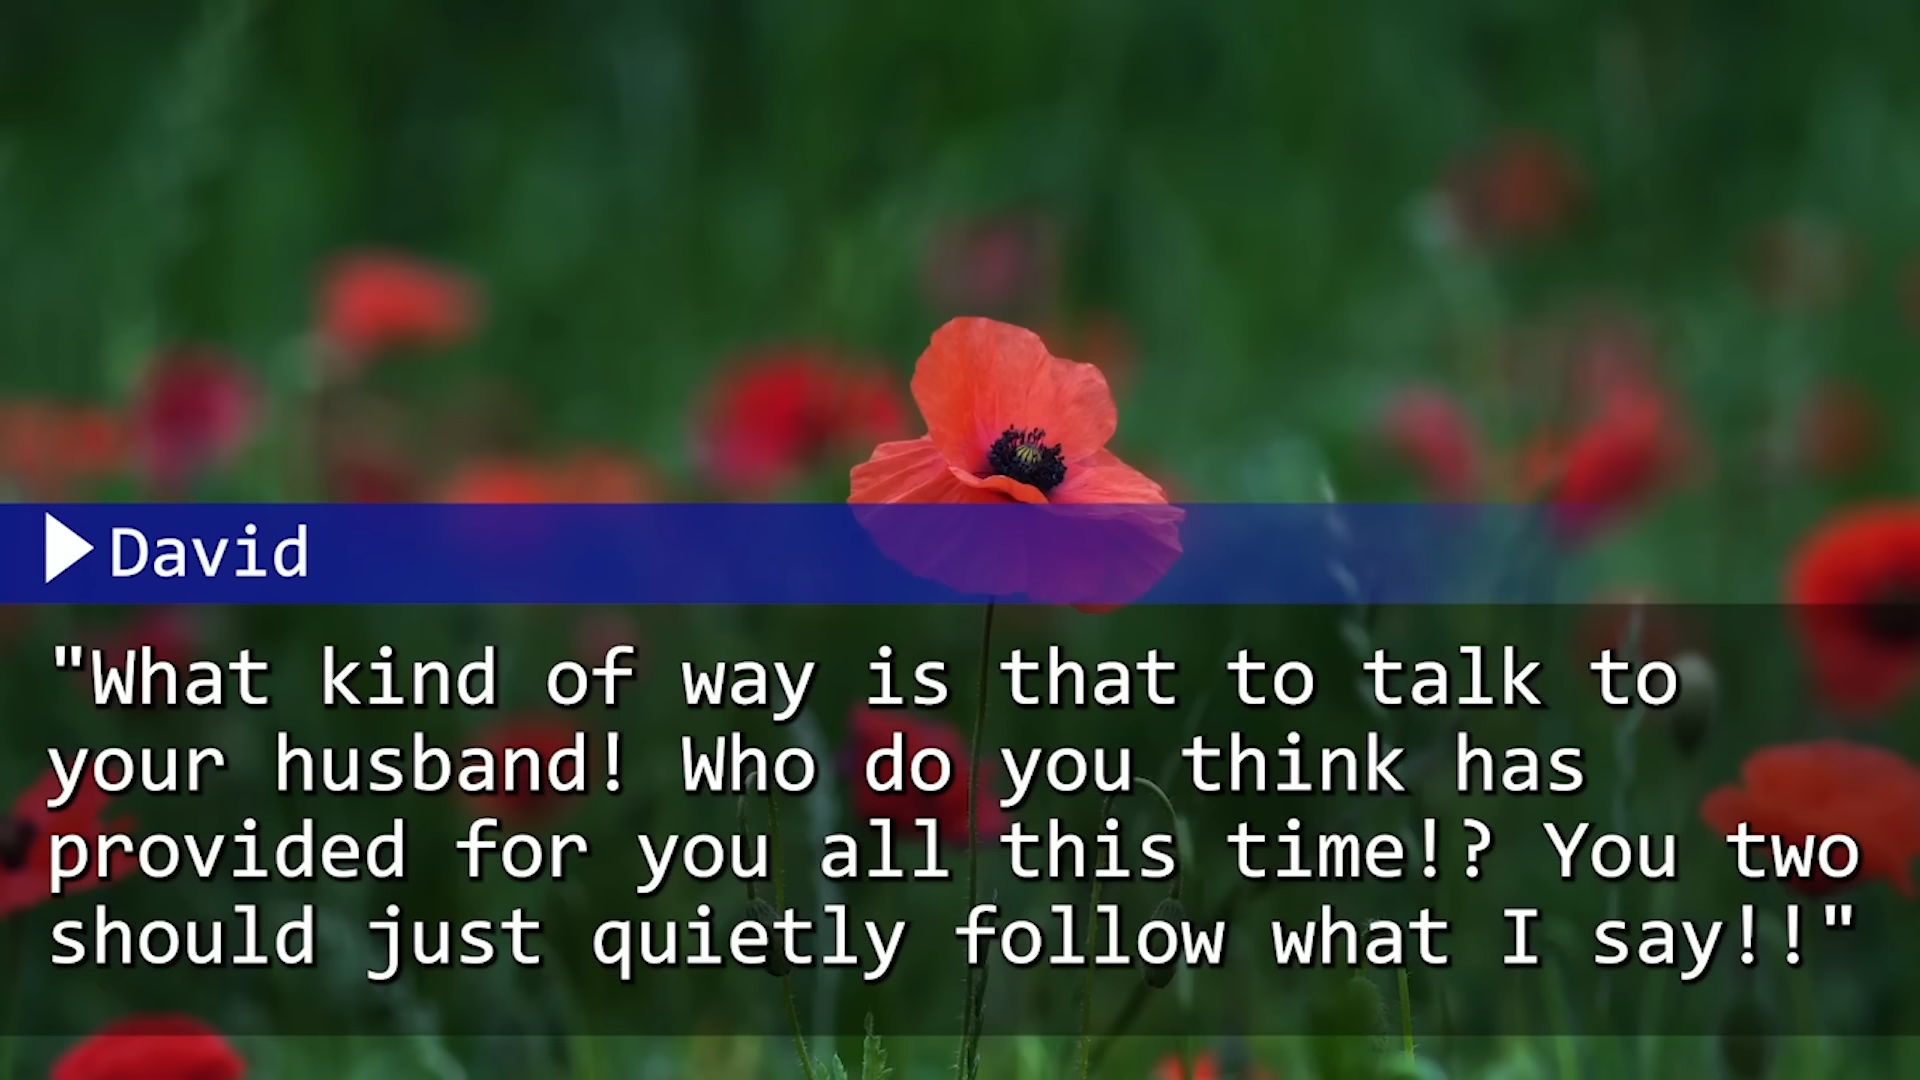 David
"What kind of way is that to talk to
your husband! Who do you think has
provided for you all this time!? You two
should just quietly follow what I say!!"